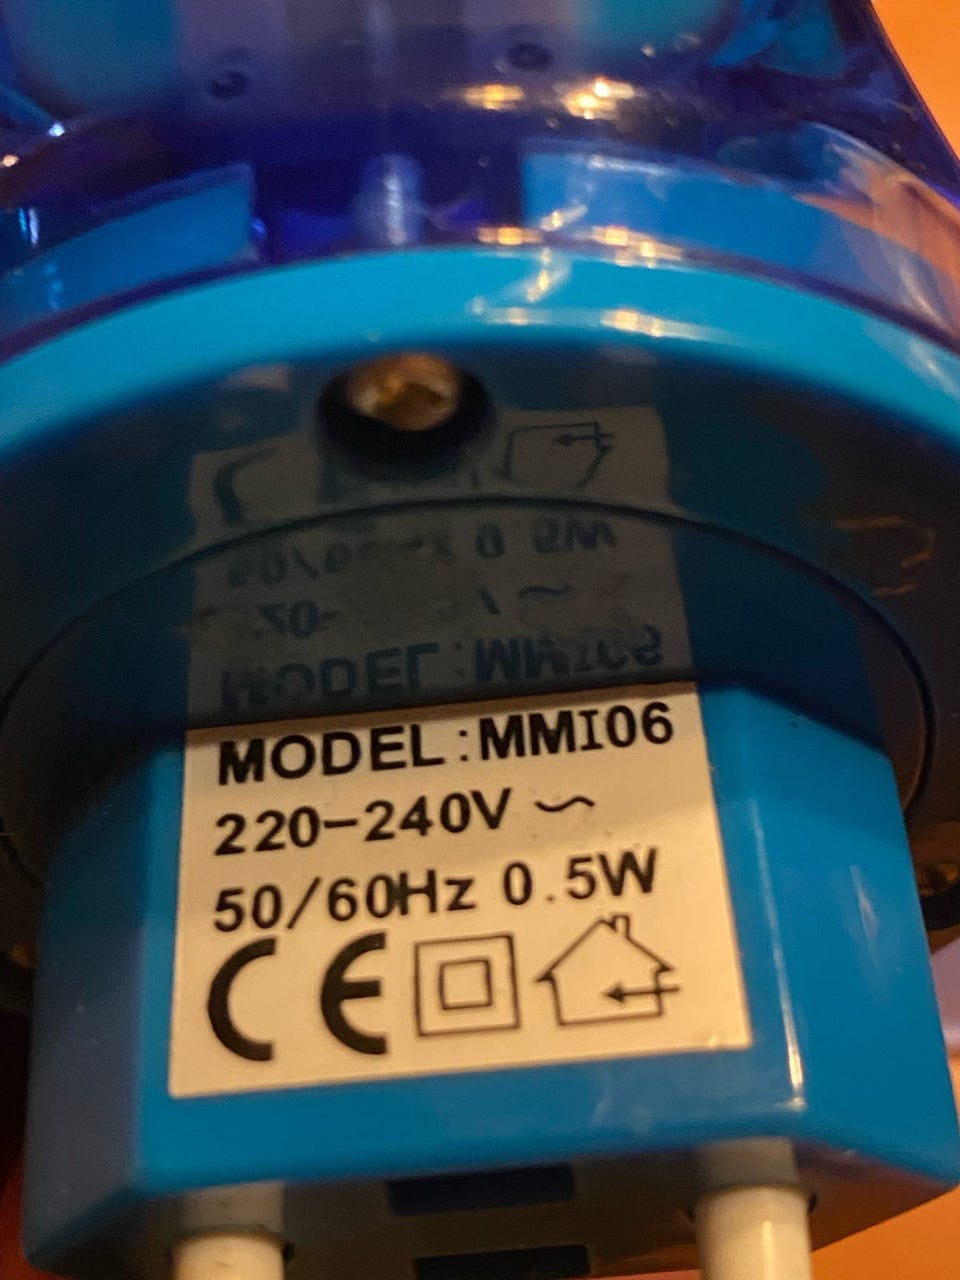 MODEL:MMI06
220-240V ~
50/60Hz 0.5W
CE